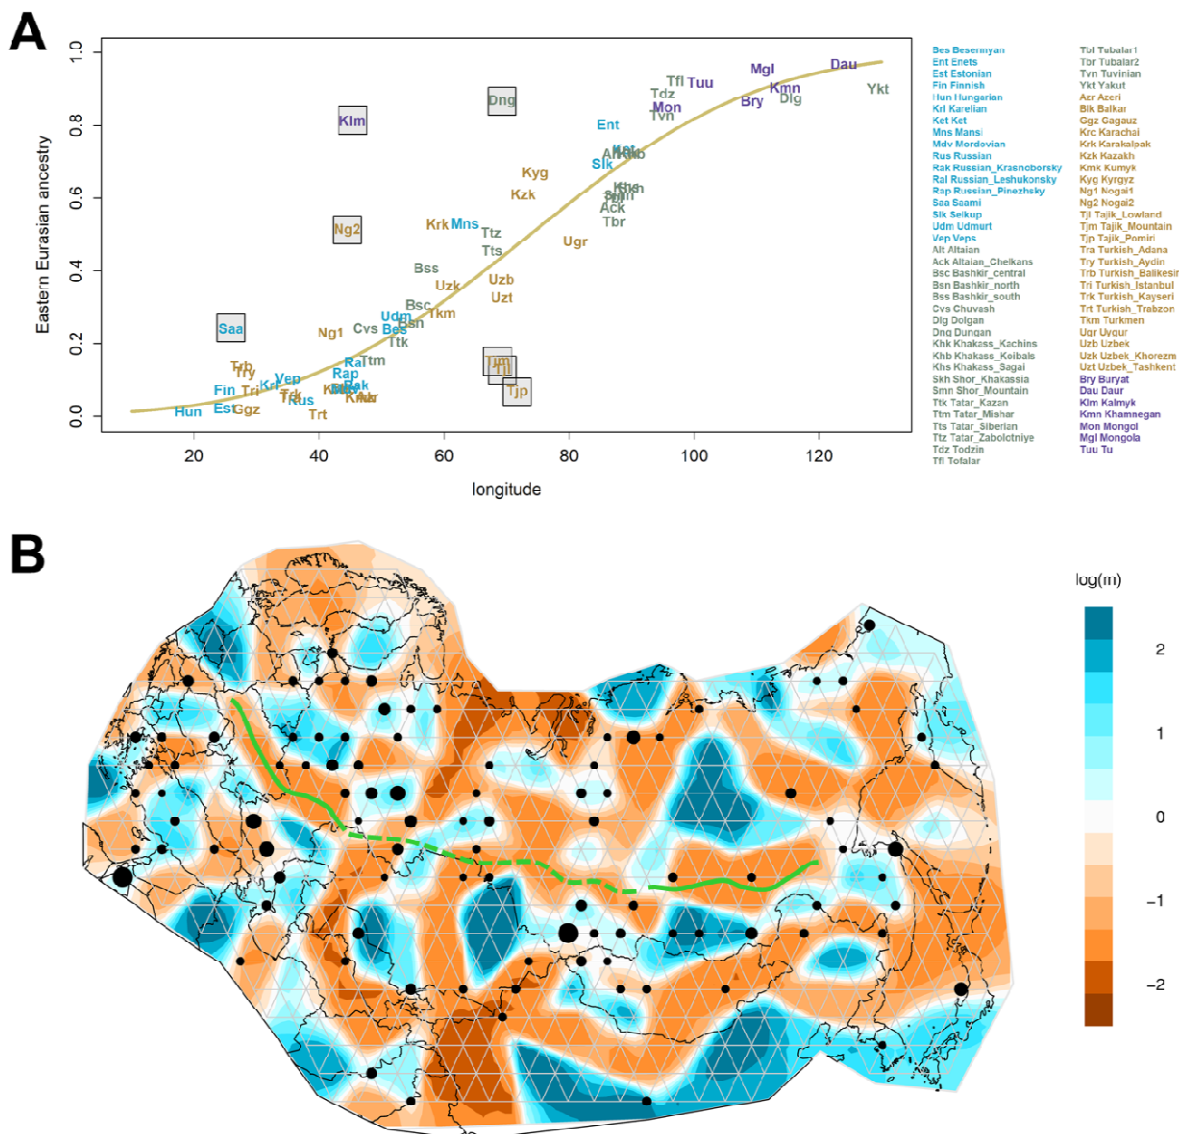 A
Eastern Eurasian ancestry
1.0
0.8
0.6
0.4
0.2
0.0
20
40
60
80
100
120
longitude
Klm
Dng
Ng2
Saa
Tjp
Hun
Fin
Est
Ggz
Try
Tri
Vep
Trt
Ng1
Ral
Rap
Cvs
Ttm
Ttk
Udm
Bes
Bsn
Bsc
Bss
Tkm
Uzk
Krk
Mns
Ttz
Tts
Uzb
Uzt
Kyg
Kzk
Ugr
Ent
Slk
Ack
Tbr
Tfl
Tdz
Mon
Tvn
Tuu
Mgl
Bry
Kmn
Dlg
Dau
Ykt
Bes Besermyan
Ent Enets
Est Estonian
Fin Finnish
Hun Hungarian
Krl Karelian
Ket Ket
Mns Mansi
Mdv Mordovian
Rus Russian
Rak Russian_Krasnoborsky
Ral Russian_Leshukonsky
Rap Russian_Pinezhsky
Saa Saami
Slk Selkup
Udm Udmurt
Vep Veps
Alt Altaian
Ack Altaian_Chelkans
Bsc Bashkir_central
Bsn Bashkir_north
Bss Bashkir_south
Cvs Chuvash
Dlg Dolgan
Dng Dungan
Khk Khakass_Kachins
Khb Khakass_Koibals
Khs Khakass_Sagai
Skh Shor_Khakassia
Smn Shor_Mountain
Ttk Tatar_Kazan
Ttm Tatar_Mishar
Tts Tatar_Siberian
Ttz Tatar_Zabolotniye
Tdz Todzin
Tfl Tofalar
Tbl Tubalar1
Tbr Tubalar2
Tvn Tuvinian
Ykt Yakut
Azr Azeri
Blk Balkar
Ggz Gagauz
Krc Karachai
Krk Karakalpak
Kzk Kazakh
Kmk Kumyk
Kyg Kyrgyz
Ng1 Nogai1
Ng2 Nogai2
Tjl Tajik_Lowland
Tjm Tajik_Mountain
Tjp Tajik_Pomiri
Tra Turkish_Adana
Try Turkish_Aydin
Trb Turkish_Balikesir
Tri Turkish_Istanbul
Trk Turkish_Kayseri
Trt Turkish_Trabzon
Tkm Turkmen
Ugr Uygur
Uzb Uzbek
Uzk Uzbek_Khorezm
Uzt Uzbek_Tashkent
Bry Buryat
Dau Daur
Klm Kalmyk
Kmn Khamnegan
Mon Mongol
Mgl Mongola
Tuu Tu
B
log(m)
2
1
0
−1
−2